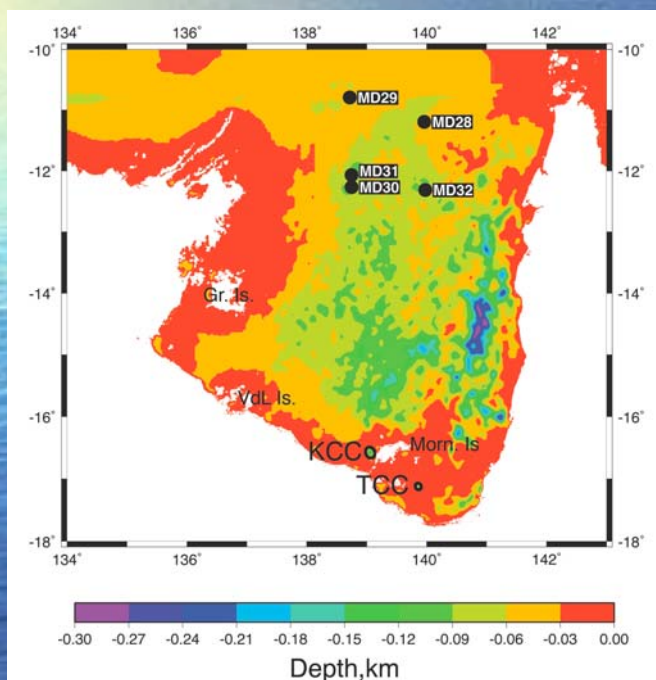 134° 136° 138° 140° 142°
-10° -10°
MD29
MD28
-12° MD31 -12°
MD30 MD32
-14° Gr. Is. -14°
VdL Is.
-16° -16°
KCC Morn. Is
TCC
-18° -18°
134° 136° 138° 140° 142°
-0.30 -0.27 -0.24 -0.21 -0.18 -0.15 -0.12 -0.09 -0.06 -0.03 0.00
Depth,km